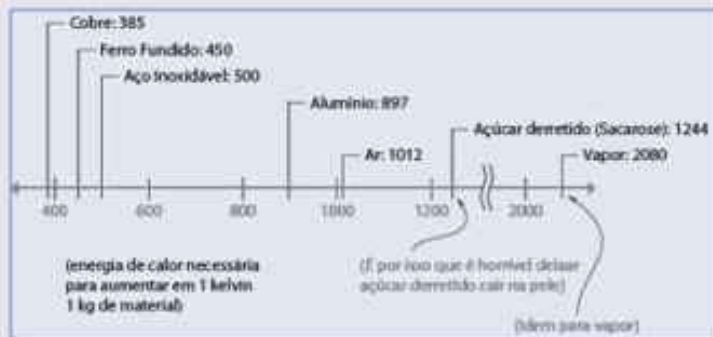 Cobre: 385
Ferro Fundido: 450
Aço Inoxidável: 500
Alumínio: 897
Açúcar derretido (Sacarose): 1244
Ar: 1012
Vapor: 2080
400 600 800 1000 1200 2000
(energia de calor necessária
para aumentar em 1 kelvin
1 kg de material)
(É por isso que é horrível deixar
açúcar derretido cair na pele)
(Idem para vapor)